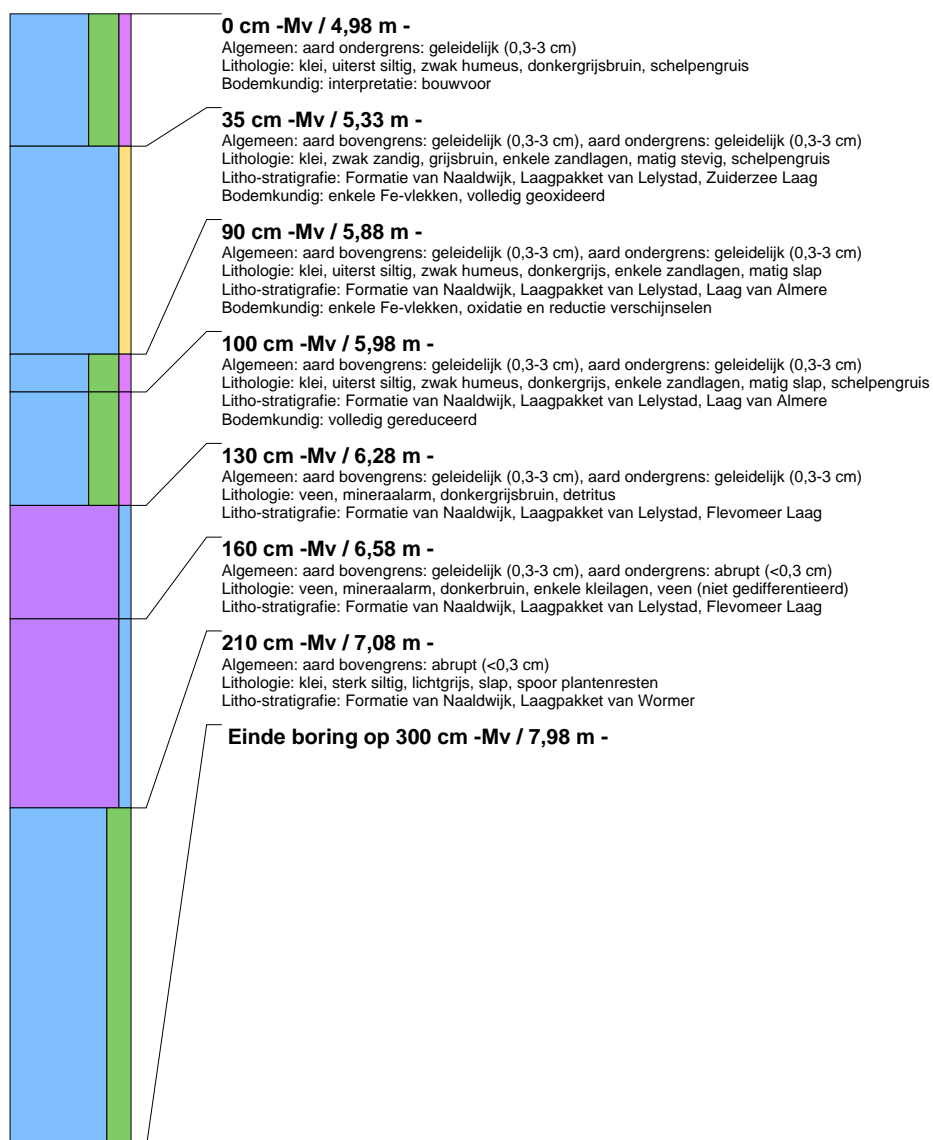 0 cm -Mv / 4,98 m -
Algemeen: aard ondergrens: geleidelijk (0,3-3 cm)
Lithologie: klei, uiterst siltig, zwak humeus, donkergrijsbruin, schelpengruis
Bodemkundig: interpretatie: bouwvoor
35 cm -Mv / 5,33 m -
Algemeen: aard bovengrens: geleidelijk (0,3-3 cm), aard ondergrens: geleidelijk (0,3-3 cm)
Lithologie: klei, zwak zandig, grijsbruin, enkele zandlagen, matig stevig, schelpengruis
Litho-stratigrafie: Formatie van Naaldwijk, Laagpakket van Lelystad, Zuiderzee Laag
Bodemkundig: enkele Fe-vlekken, volledig geoxideerd
90 cm -Mv / 5,88 m -
Algemeen: aard bovengrens: geleidelijk (0,3-3 cm), aard ondergrens: geleidelijk (0,3-3 cm)
Lithologie: klei, uiterst siltig, zwak humeus, donkergrijs, enkele zandlagen, matig slap
Litho-stratigrafie: Formatie van Naaldwijk, Laagpakket van Lelystad, Laag van Almere
Bodemkundig: enkele Fe-vlekken, oxidatie en reductie verschijnselen
100 cm -Mv / 5,98 m -
Algemeen: aard bovengrens: geleidelijk (0,3-3 cm), aard ondergrens: geleidelijk (0,3-3 cm)
Lithologie: klei, uiterst siltig, zwak humeus, donkergrijs, enkele zandlagen, matig slap, schelpengruis
Litho-stratigrafie: Formatie van Naaldwijk, Laagpakket van Lelystad, Laag van Almere
Bodemkundig: volledig gereduceerd
130 cm -Mv / 6,28 m -
Algemeen: aard bovengrens: geleidelijk (0,3-3 cm), aard ondergrens: geleidelijk (0,3-3 cm)
Lithologie: veen, mineraalarm, donkergrijsbruin, detritus
Litho-stratigrafie: Formatie van Naaldwijk, Laagpakket van Lelystad, Flevomeer Laag
160 cm -Mv / 6,58 m -
Algemeen: aard bovengrens: geleidelijk (0,3-3 cm), aard ondergrens: abrupt (<0,3 cm)
Lithologie: veen, mineraalarm, donkerbruin, enkele kleilagen, veen (niet gedifferentieerd)
Litho-stratigrafie: Formatie van Naaldwijk, Laagpakket van Lelystad, Flevomeer Laag
210 cm -Mv / 7,08 m -
Algemeen: aard bovengrens: abrupt (<0,3 cm)
Lithologie: klei, sterk siltig, lichtgrijs, slap, spoor plantenresten
Litho-stratigrafie: Formatie van Naaldwijk, Laagpakket van Wormer
Einde boring op 300 cm -Mv / 7,98 m -